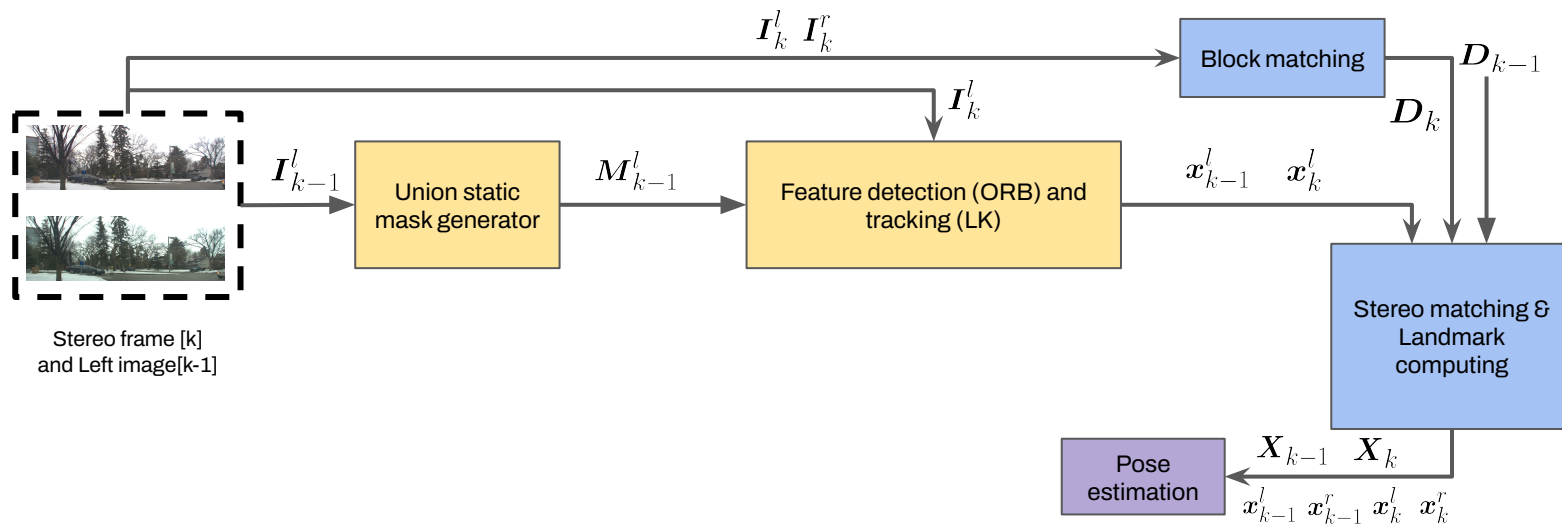 I_k^l I_k^r
Block matching
D_{k-1}
I_k^l
D_k
I_{k-1}^l
Union static
mask generator
M_{k-1}^l
Feature detection (ORB) and
tracking (LK)
x_{k-1}^l x_k^l
Stereo frame [k]
and Left image[k-1]
Stereo matching &
Landmark
computing
Pose
estimation
X_{k-1} X_k
x_{k-1}^l x_{k-1}^r x_k^l x_k^r